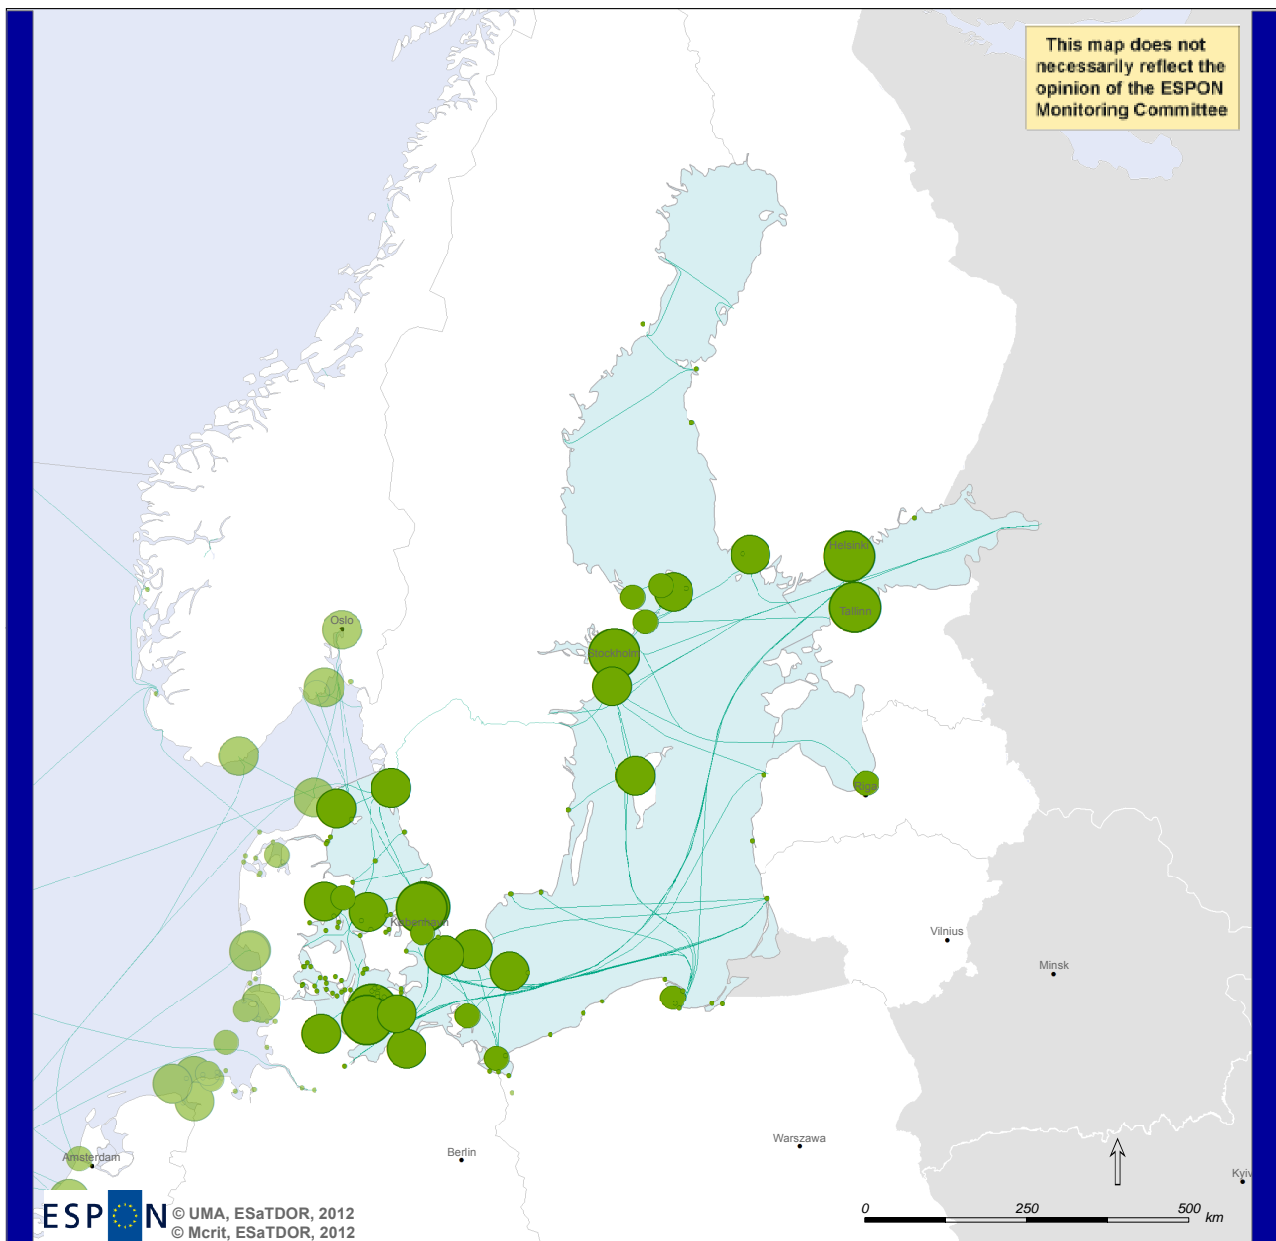 This map does not
necessarily reflect the
opinion of the ESPON
Monitoring Committee
Helsinki
Tallinn
Oslo
Stockholm
Riga
København
Vilnius
Minsk
Warszawa
Berlin
Amsterdam
Kyiv
ESPON
© UMA, ESaTDOR, 2012
© Mcrit, ESaTDOR, 2012
0 250 500 km